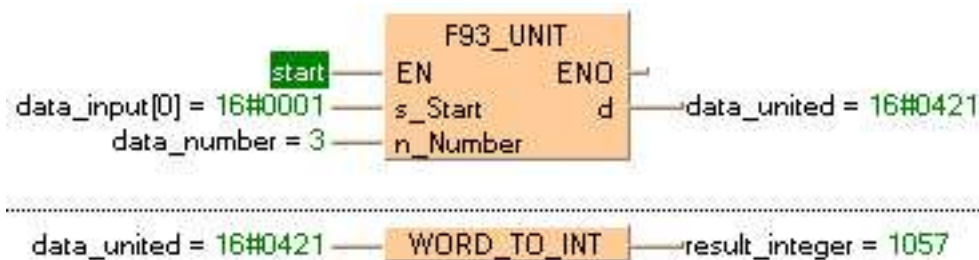 F93_UNIT
start EN ENO
data_input[0] = 16#0001 s_Start d data_united = 16#0421
data_number = 3 n_Number
data_united = 16#0421 WORD_TO_INT result_integer = 1057